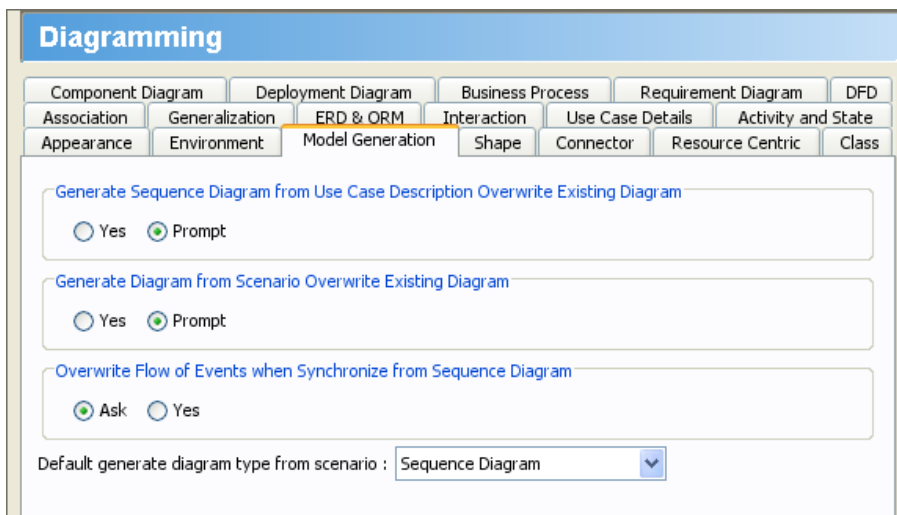 Diagramming
Component Diagram Deployment Diagram Business Process Requirement Diagram DFD
Association Generalization ERD & ORM Interaction Use Case Details Activity and State
Appearance Environment Model Generation Shape Connector Resource Centric Class
Generate Sequence Diagram from Use Case Description Overwrite Existing Diagram
Yes Prompt
Generate Diagram from Scenario Overwrite Existing Diagram
Yes Prompt
Overwrite Flow of Events when Synchronize from Sequence Diagram
Ask Yes
Default generate diagram type from scenario : Sequence Diagram